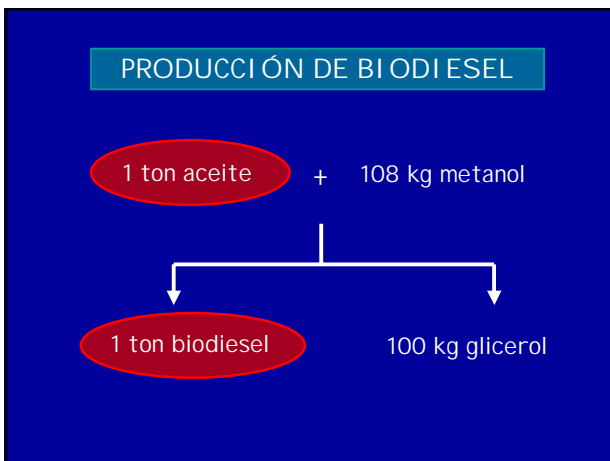 PRODUCCIÓN DE BIODIESEL
1 ton aceite + 108 kg metanol
1 ton biodiesel 100 kg glicerol